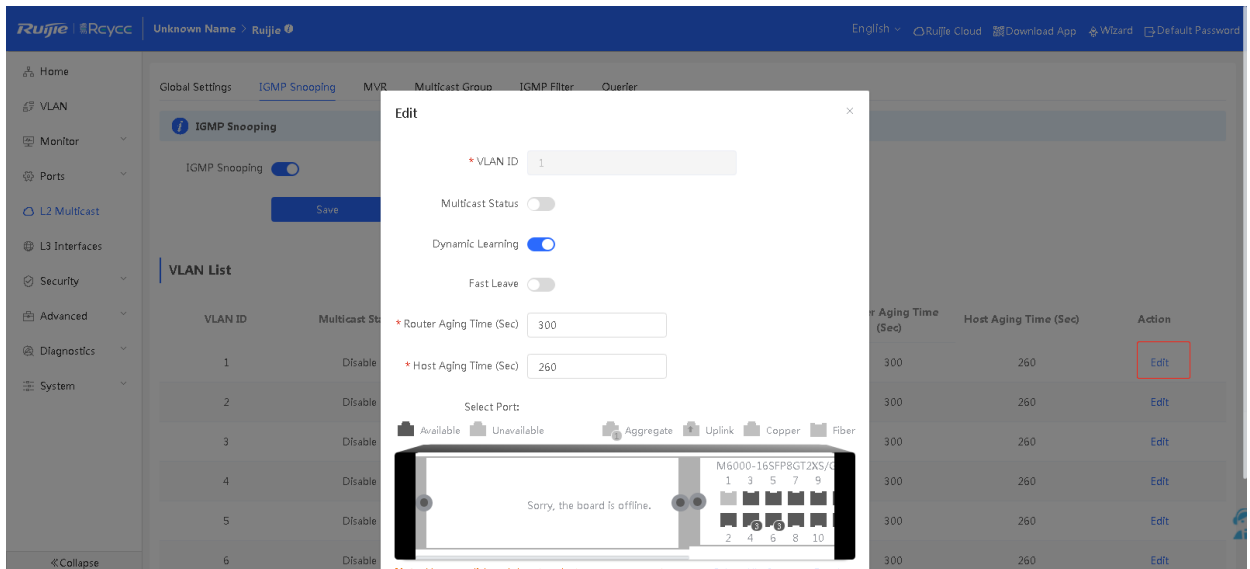 Ruijie Rcycc Unknown Name > Ruijie
English Ruijie Cloud Download App Wizard Default Password
Home
VLAN
Monitor
Ports
L2 Multicast
L3 Interfaces
Security
Advanced
Diagnostics
System
«Collapse
Global Settings IGMP Snooping MVR Multicast Group IGMP Filter Querier
i IGMP Snooping
IGMP Snooping
Save
VLAN List
VLAN ID Multicast Sta r Aging Time (Sec) Host Aging Time (Sec) Action
1 Disable 300 260 Edit
2 Disable 300 260 Edit
3 Disable 300 260 Edit
4 Disable 300 260 Edit
5 Disable 300 260 Edit
6 Disable 300 260 Edit
Edit ×
* VLAN ID 1
Multicast Status
Dynamic Learning
Fast Leave
* Router Aging Time (Sec) 300
* Host Aging Time (Sec) 260
Select Port:
Available Unavailable 1 Aggregate Uplink Copper Fiber
M6000-16SFP8GT2XS/
1 3 5 7 9
Sorry, the board is offline.
3 3
2 4 6 8 10